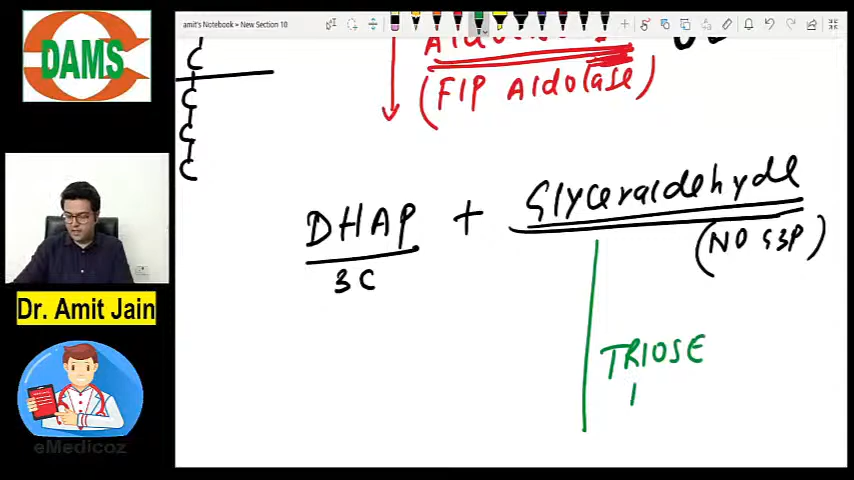 amit's Notebook > New Section 10
DAMS
C
C
C
C
(F1P Aldolase)
DHAP + Glyceraldehyde
3C
(NO G3P)
TRIOSE
Dr. Amit Jain
eMedicoz